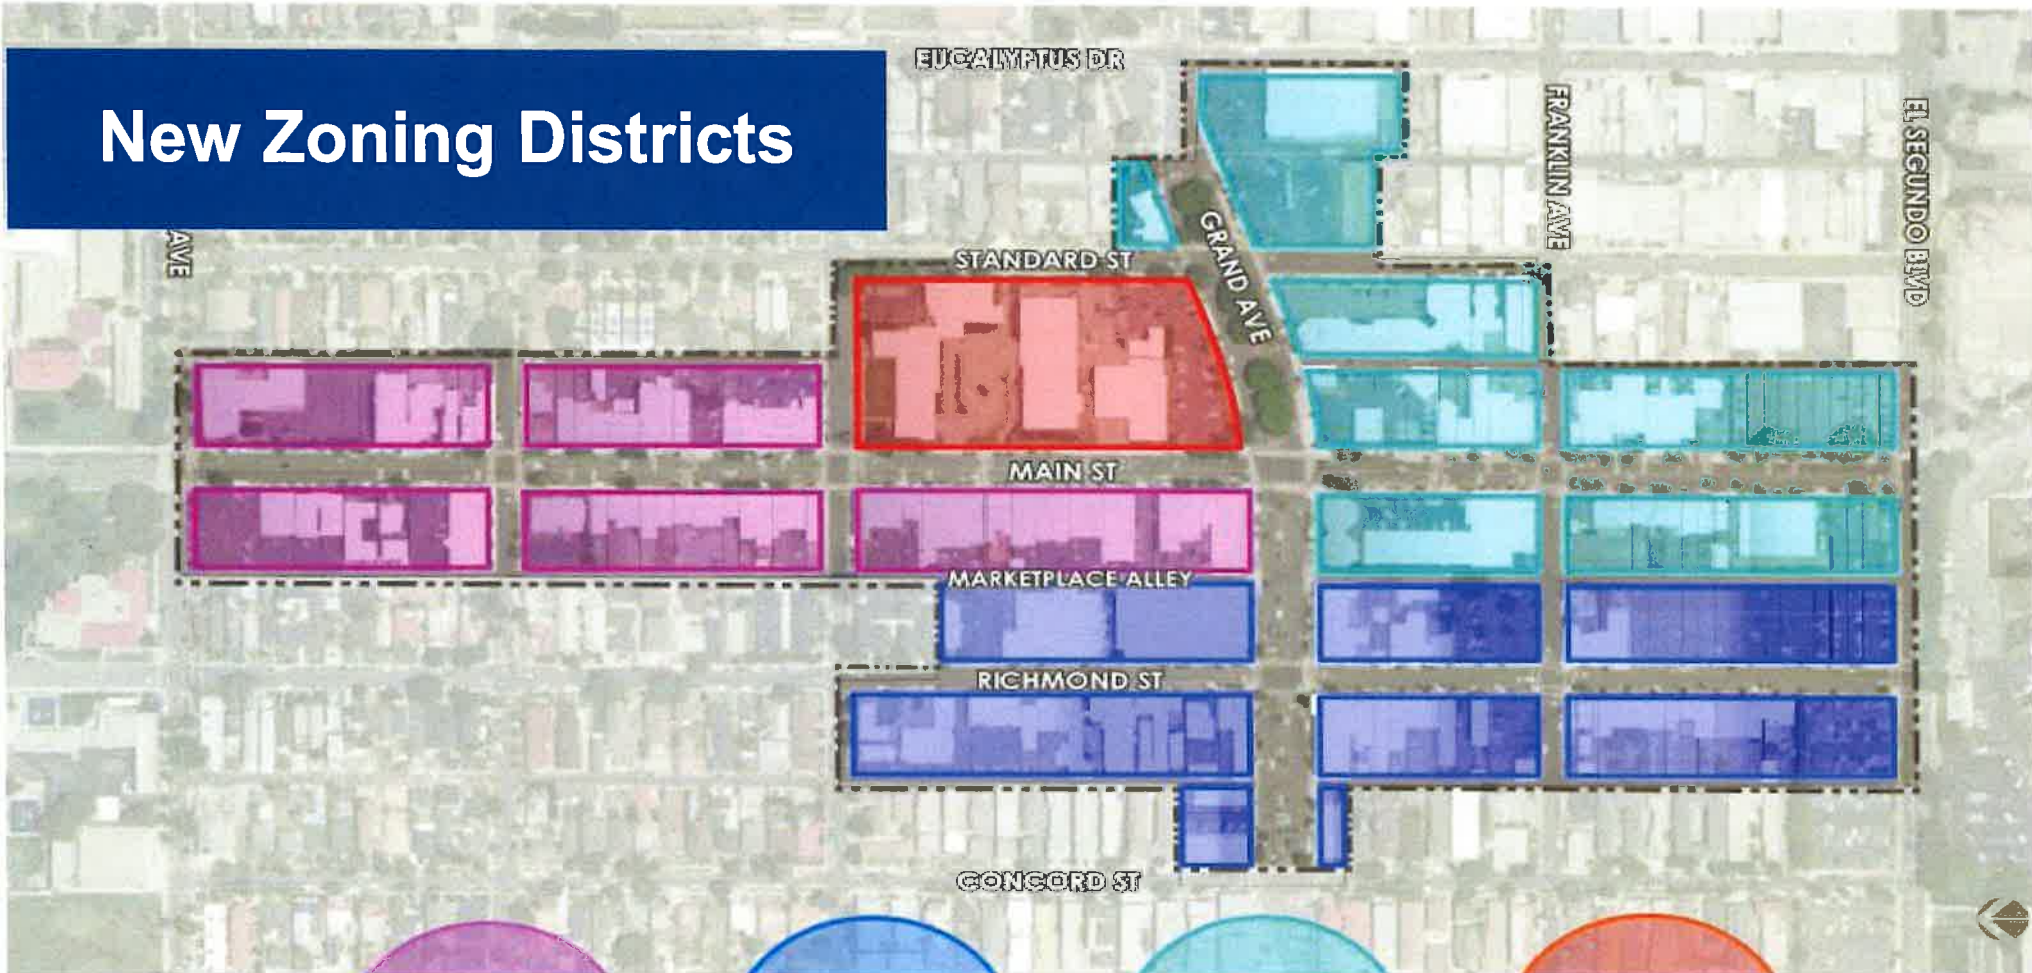 New Zoning Districts
EUCALYPTUS DR
FRANKLIN AVE
EL SEGUNDO BLVD
AVE
GRAND AVE
STANDARD ST
MAIN ST
MARKETPLACE ALLEY
RICHMOND ST
CONCORD ST